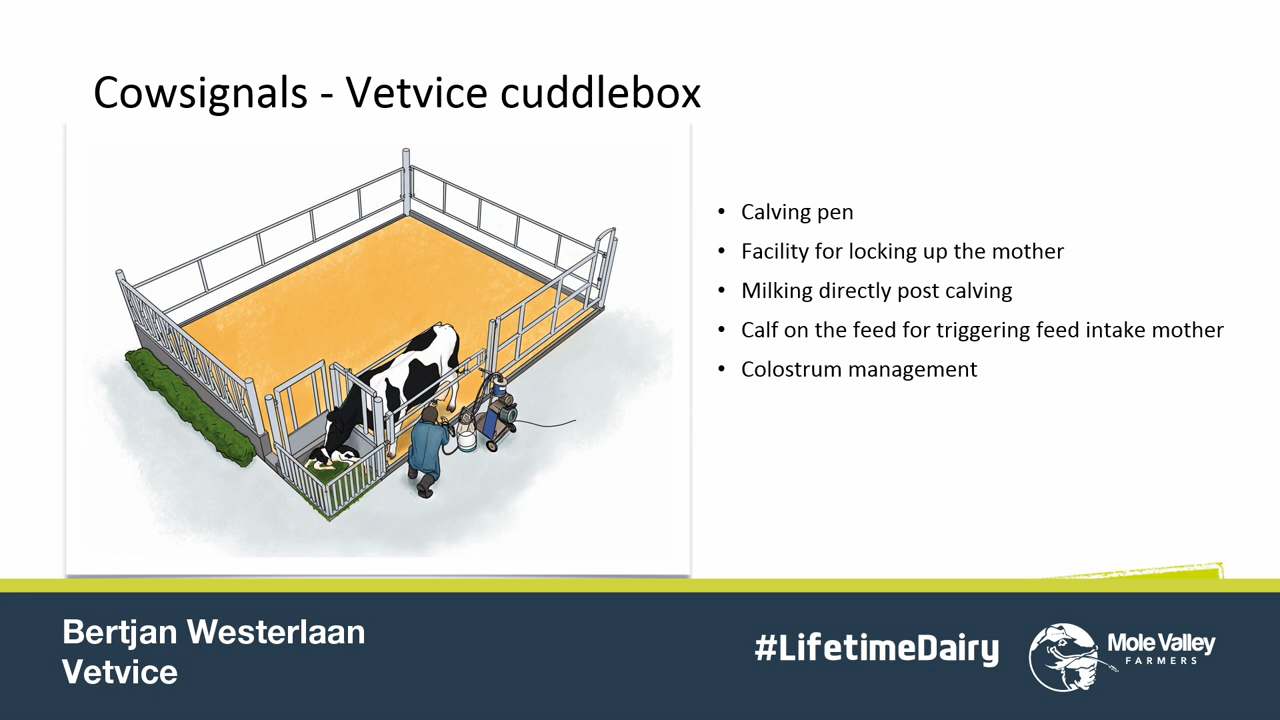 Cowsignals - Vetvice cuddlebox
• Calving pen
• Facility for locking up the mother
• Milking directly post calving
• Calf on the feed for triggering feed intake mother
• Colostrum management
Bertjan Westerlaan
Vetvice
#LifetimeDairy
Mole Valley
FARMERS